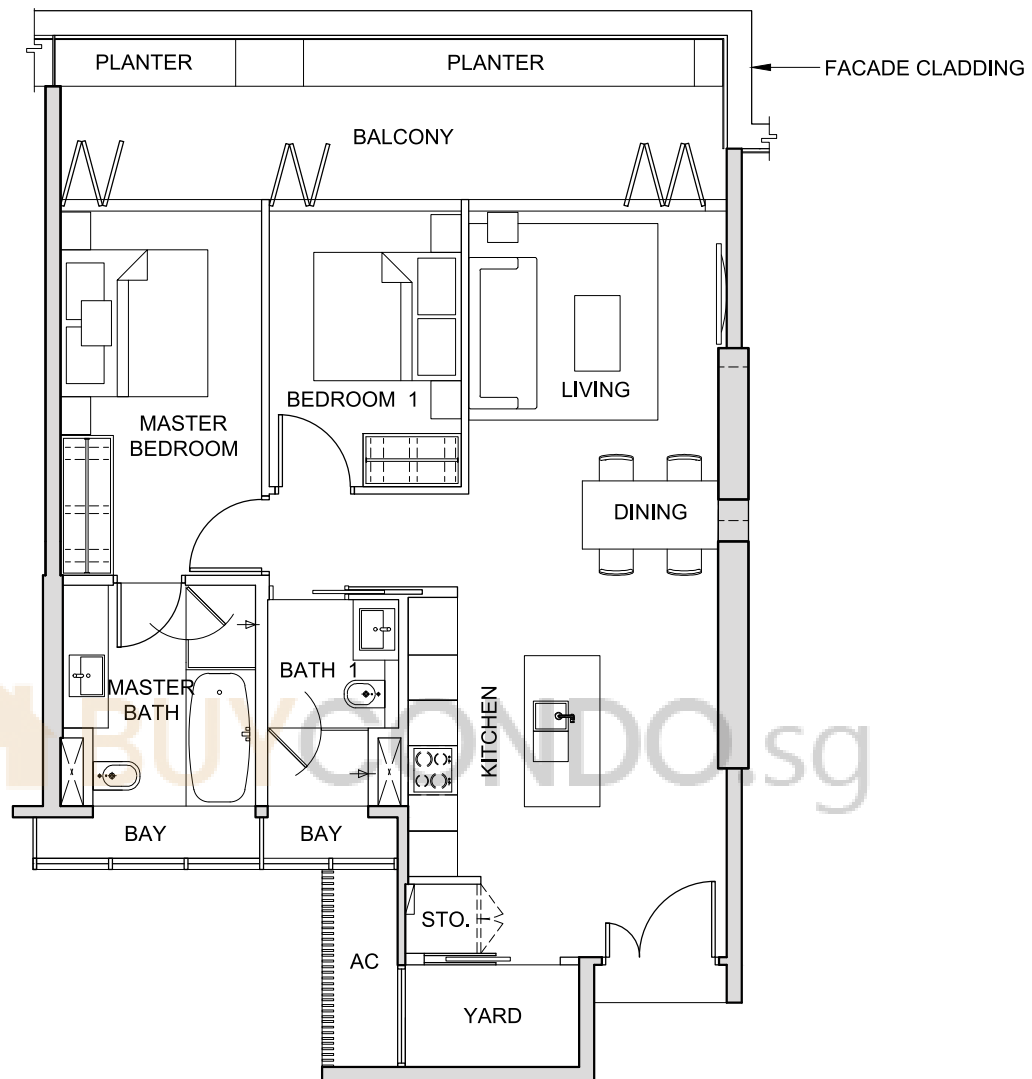 PLANTER
PLANTER
FACADE CLADDING
BALCONY
LIVING
BEDROOM 1
MASTER
BEDROOM
DINING
BATH 1
MASTER
BATH
KITCHEN
BUYCONDO.sg
BAY
BAY
STO.
AC
YARD